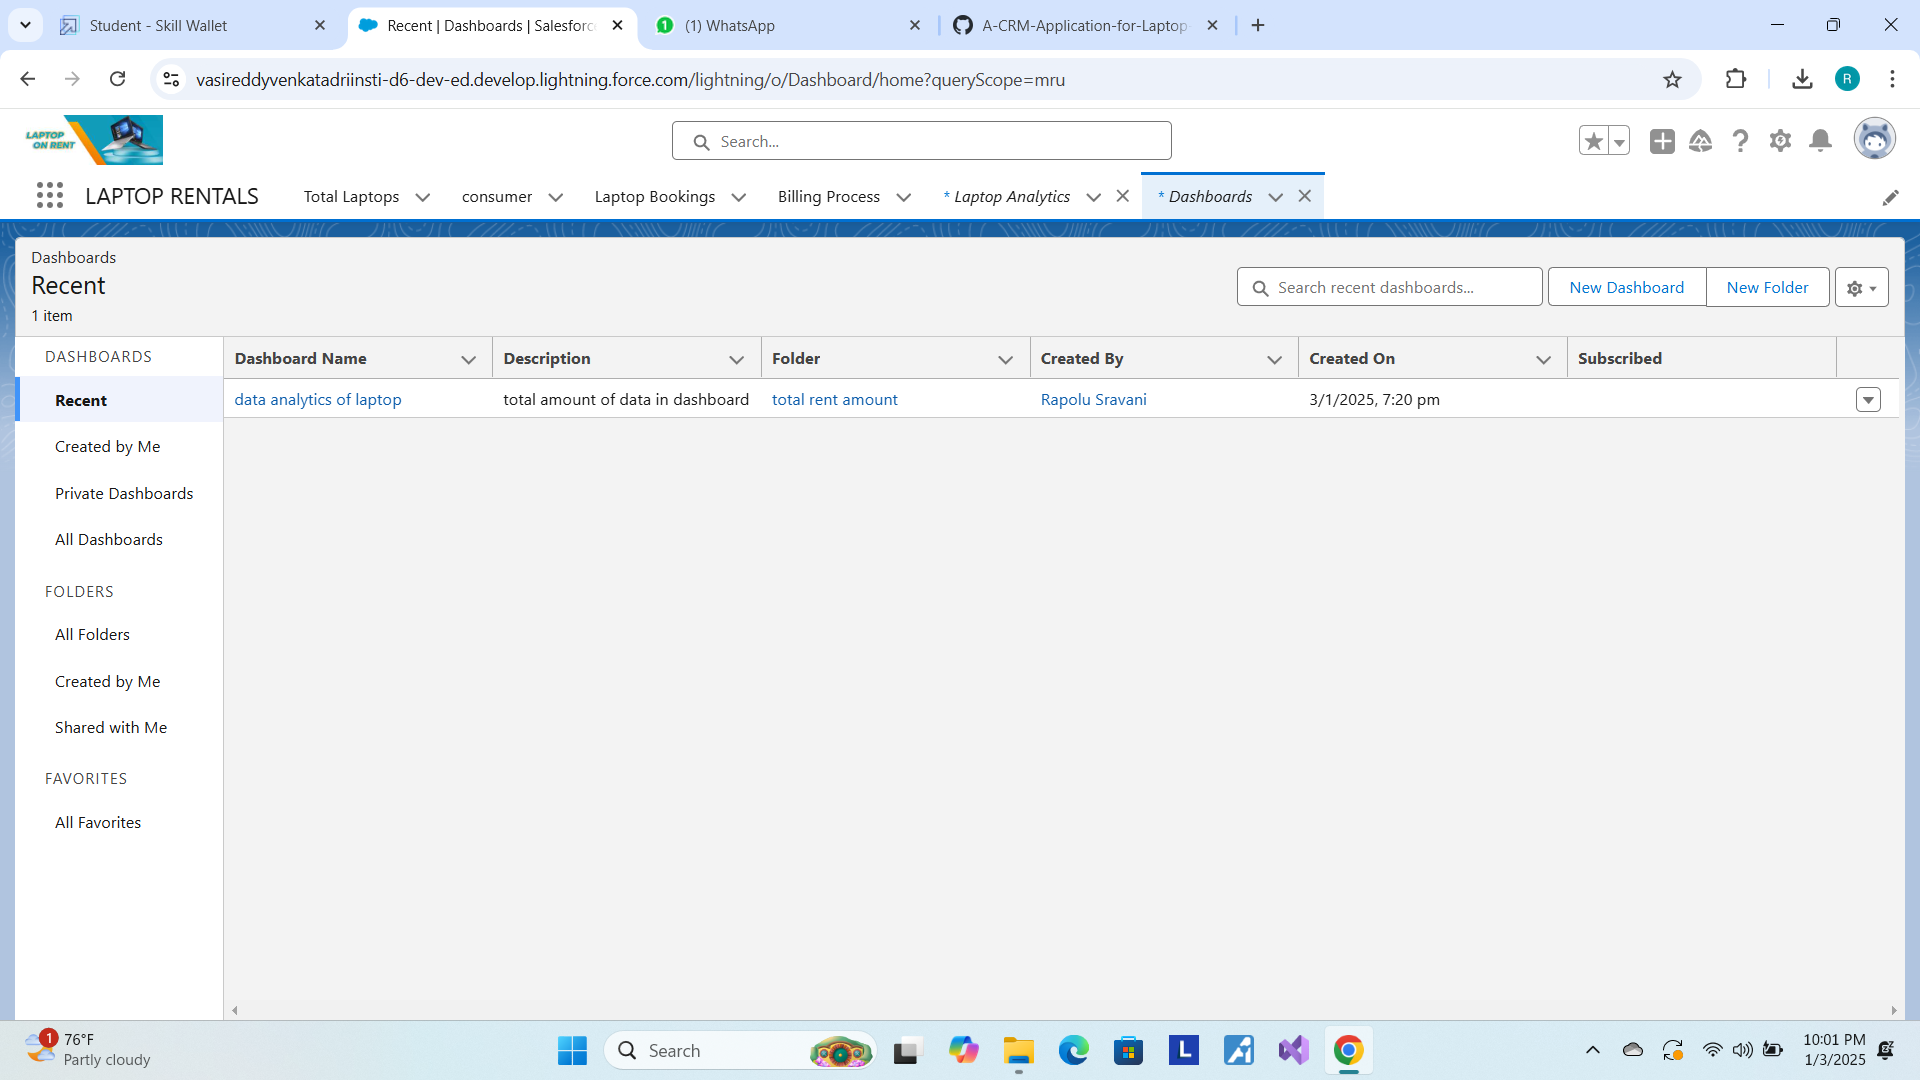 Student - Skill Wallet
Recent | Dashboards | Salesforce
1
(1) WhatsApp
A-CRM-Application-for-Laptop-
vasireddyvenkatadriinsti-d6-dev-ed.develop.lightning.force.com/lightning/o/Dashboard/home?queryScope=mru
R
LAPTOP
ON RENT
Search...
LAPTOP RENTALS
Total Laptops
consumer
Laptop Bookings
Billing Process
* Laptop Analytics
* Dashboards
Dashboards
Recent
1 item
Search recent dashboards...
New Dashboard
New Folder
DASHBOARDS
Dashboard Name
Description
Folder
Created By
Created On
Subscribed
Recent
data analytics of laptop
total amount of data in dashboard
total rent amount
Rapolu Sravani
3/1/2025, 7:20 pm
Created by Me
Private Dashboards
All Dashboards
FOLDERS
All Folders
Created by Me
Shared with Me
FAVORITES
All Favorites
1
76°F
Partly cloudy
Search
L
10:01 PM
1/3/2025